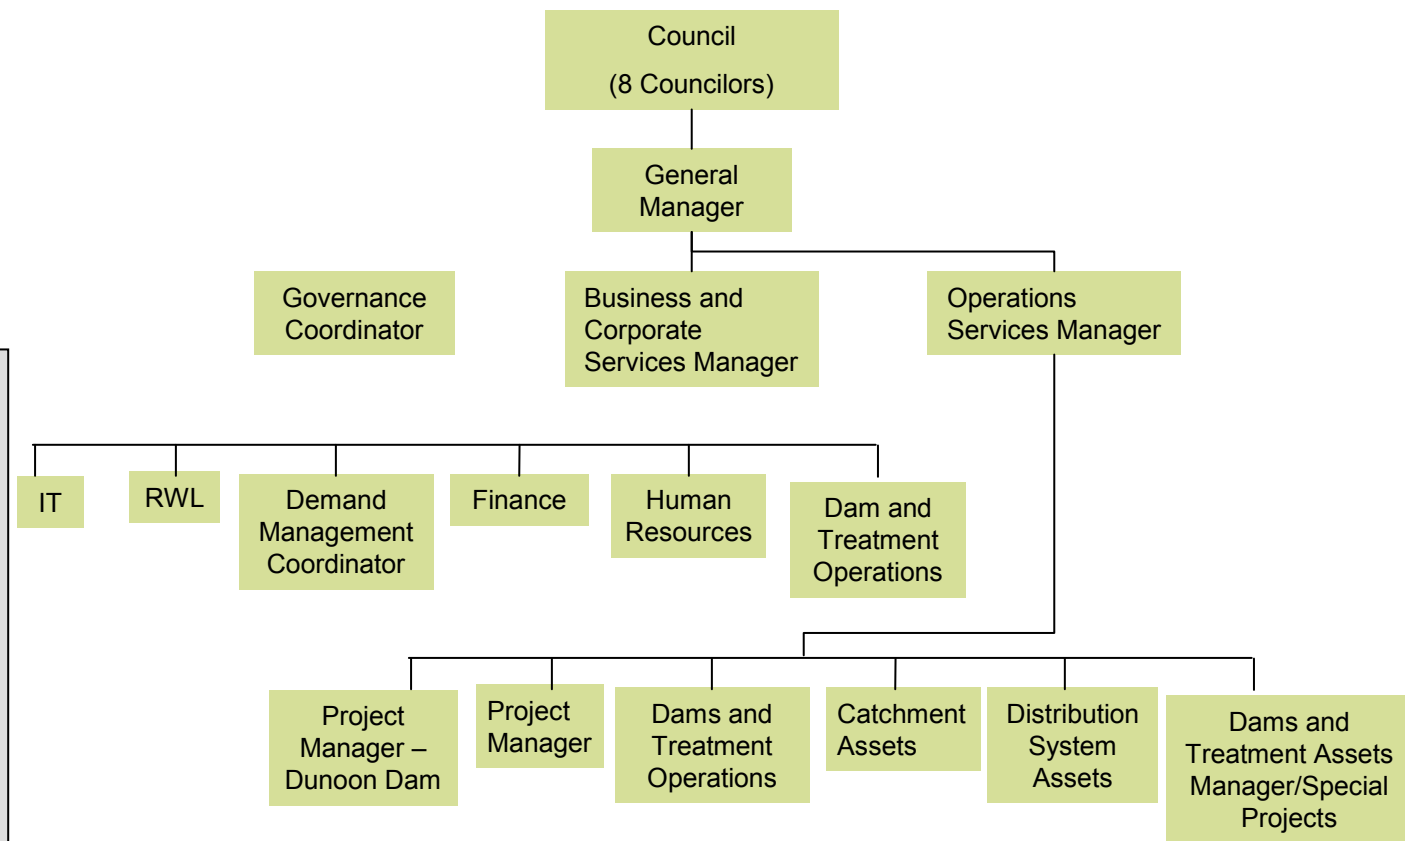 Council
(8 Councilors)
General
Manager
Governance
Coordinator
Business and
Corporate
Services Manager
Operations
Services Manager
IT
RWL
Demand
Management
Coordinator
Finance
Human
Resources
Dam and
Treatment
Operations
Project
Manager –
Dunoon Dam
Project
Manager
Dams and
Treatment
Operations
Catchment
Assets
Distribution
System
Assets
Dams and
Treatment Assets
Manager/Special
Projects